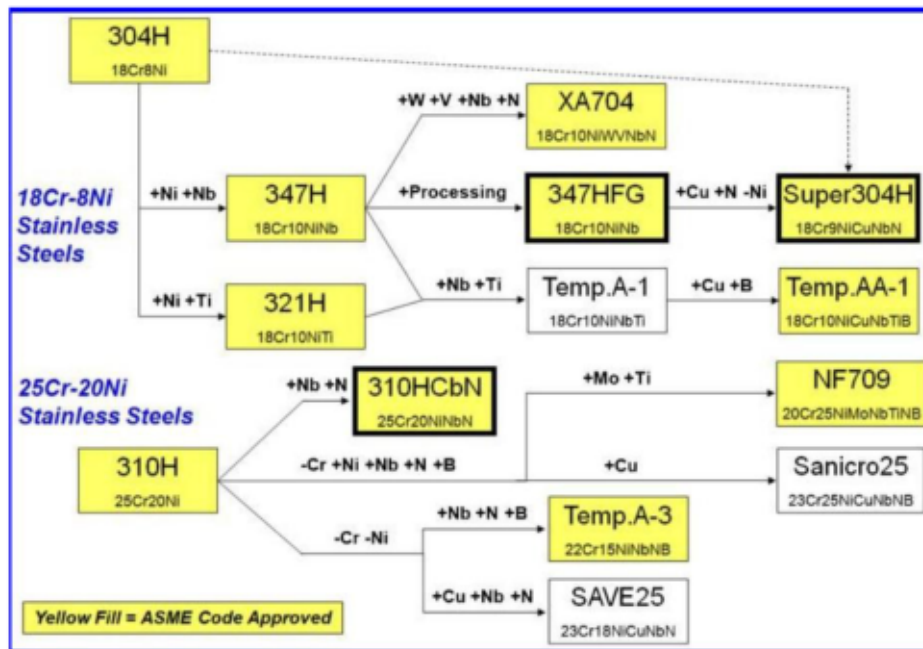 304H
18Cr8Ni
+W +V +Nb +N
XA704
18Cr10NiWVNbN
18Cr-8Ni
Stainless
Steels
+Ni +Nb
347H
18Cr10NiNb
+Processing
347HFG
18Cr10NiNb
+Cu +N -Ni
Super304H
18Cr9NiCuNbN
+Ni +Ti
321H
18Cr10NiTi
+Nb +Ti
Temp.A-1
18Cr10NiNbTi
+Cu +B
Temp.AA-1
18Cr10NiCuNbTiB
25Cr-20Ni
Stainless Steels
+Nb +N
310HCbN
25Cr20NiNbN
+Mo +Ti
NF709
20Cr25NiMoNbTiNB
310H
25Cr20Ni
-Cr +Ni +Nb +N +B
+Cu
Sanicro25
23Cr25NiCuNbNB
-Cr -Ni
+Nb +N +B
Temp.A-3
22Cr15NiNbNB
+Cu +Nb +N
SAVE25
23Cr18NiCuNbN
Yellow Fill = ASME Code Approved